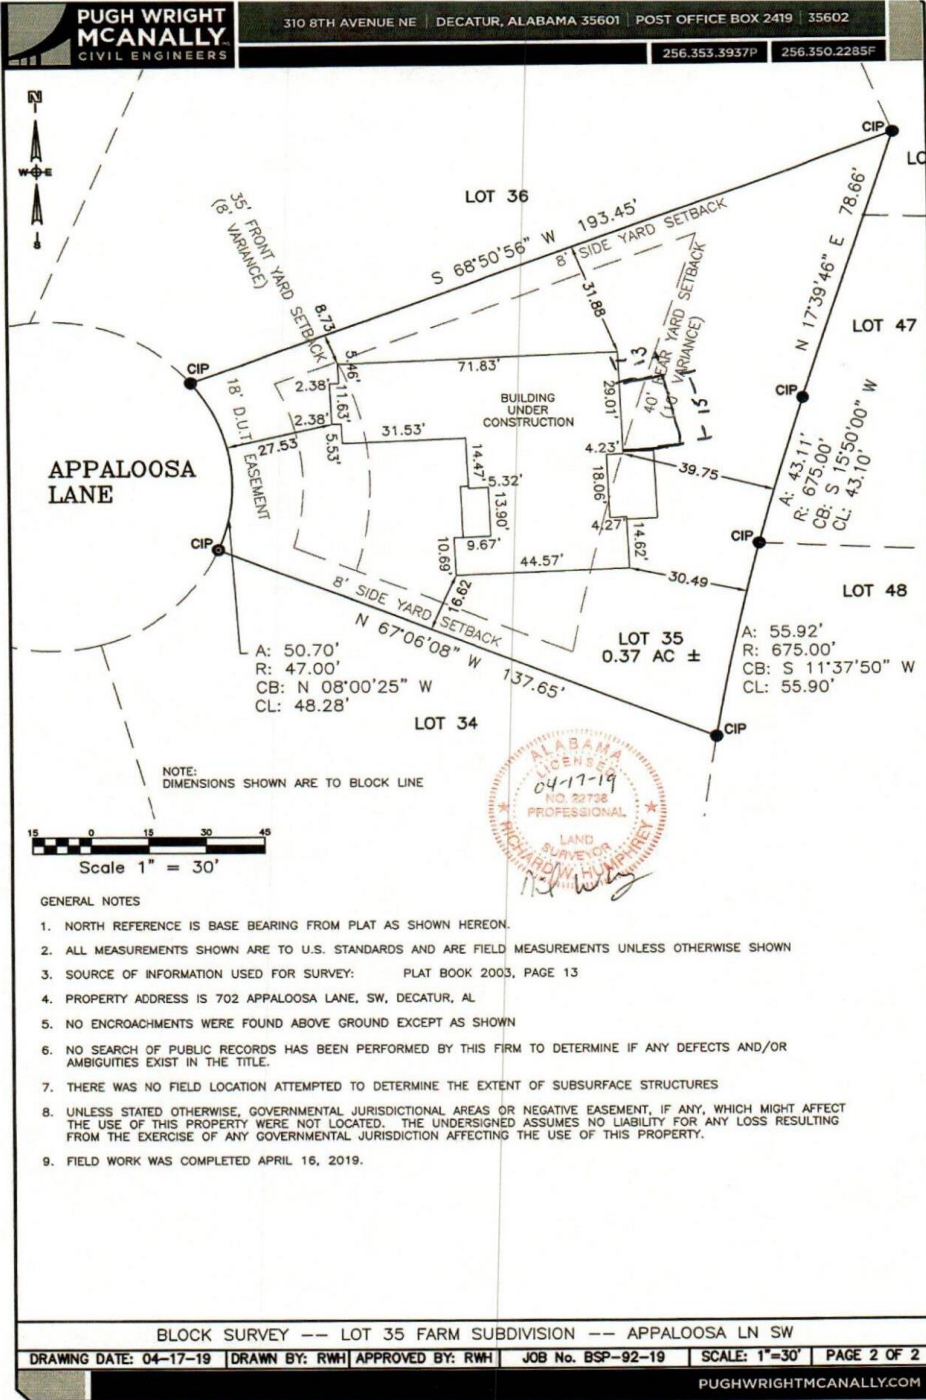 PUGH WRIGHT
MCANALLY
CIVIL ENGINEERS
310 8TH AVENUE NE | DECATUR, ALABAMA 35601 | POST OFFICE BOX 2419 | 35602
256.353.3937P | 256.350.2285F
N
W E
S
CIP
LO
LOT 36
35' FRONT YARD SETBACK
(8' VARIANCE)
S 68°50'56" W 193.45'
8' SIDE YARD SETBACK
N 17°39'46" E 78.66'
LOT 47
40' REAR YARD SETBACK
(10' VARIANCE)
8.73
31.88
5.46'
71.83'
13
15
29.01'
CIP
18' D.U.T EASEMENT
2.38'
11.63'
2.38'
27.53
5.53'
31.53'
BUILDING
UNDER
CONSTRUCTION
4.23'
39.75
14.47'
5.32'
13.90'
9.67'
18.06'
4.27'
14.62'
10.69'
44.57'
30.49
16.62
APPALOOSA
LANE
CIP
A: 43.11'
R: 675.00'
CB: S 15°50'00" W
CL: 43.10'
CIP
LOT 48
8' SIDE YARD SETBACK
N 67°06'08" W 137.65'
LOT 35
0.37 AC ±
A: 50.70'
R: 47.00'
CB: N 08°00'25" W
CL: 48.28'
A: 55.92'
R: 675.00'
CB: S 11°37'50" W
CL: 55.90'
LOT 34
CIP
NOTE:
DIMENSIONS SHOWN ARE TO BLOCK LINE
ALABAMA
LICENSED
04-17-19
NO. 22736
PROFESSIONAL
LAND
SURVEYOR
RICHARD W. HUMPHREY
15 0 15 30 45
Scale 1" = 30'
GENERAL NOTES
1. NORTH REFERENCE IS BASE BEARING FROM PLAT AS SHOWN HEREON.
2. ALL MEASUREMENTS SHOWN ARE TO U.S. STANDARDS AND ARE FIELD MEASUREMENTS UNLESS OTHERWISE SHOWN
3. SOURCE OF INFORMATION USED FOR SURVEY: PLAT BOOK 2003, PAGE 13
4. PROPERTY ADDRESS IS 702 APPALOOSA LANE, SW, DECATUR, AL
5. NO ENCROACHMENTS WERE FOUND ABOVE GROUND EXCEPT AS SHOWN
6. NO SEARCH OF PUBLIC RECORDS HAS BEEN PERFORMED BY THIS FIRM TO DETERMINE IF ANY DEFECTS AND/OR
AMBIGUITIES EXIST IN THE TITLE.
7. THERE WAS NO FIELD LOCATION ATTEMPTED TO DETERMINE THE EXTENT OF SUBSURFACE STRUCTURES
8. UNLESS STATED OTHERWISE, GOVERNMENTAL JURISDICTIONAL AREAS OR NEGATIVE EASEMENT, IF ANY, WHICH MIGHT AFFECT
THE USE OF THIS PROPERTY WERE NOT LOCATED. THE UNDERSIGNED ASSUMES NO LIABILITY FOR ANY LOSS RESULTING
FROM THE EXERCISE OF ANY GOVERNMENTAL JURISDICTION AFFECTING THE USE OF THIS PROPERTY.
9. FIELD WORK WAS COMPLETED APRIL 16, 2019.
BLOCK SURVEY -- LOT 35 FARM SUBDIVISION -- APPALOOSA LN SW
DRAWING DATE: 04-17-19 | DRAWN BY: RWH | APPROVED BY: RWH | JOB No. BSP-92-19 | SCALE: 1"=30' | PAGE 2 OF 2
PUGHWRIGHTMCANALLY.COM